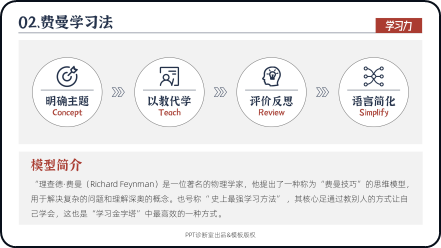 02.费曼学习法
学习力
明确主题
Concept
以教代学
Teach
评价反思
Review
语言简化
Simplify
模型简介
“理查德·费曼（Richard Feynman）是一位著名的物理学家，他提出了一种称为“费曼技巧”的思维模型，
用于解决复杂的问题和理解深奥的概念。也号称“史上最强学习方法”，其核心足通过教别人的方式让自
己学会，这也是“学习金字塔”中最高效的一种方式。
PPT诊断室出品&模板版权